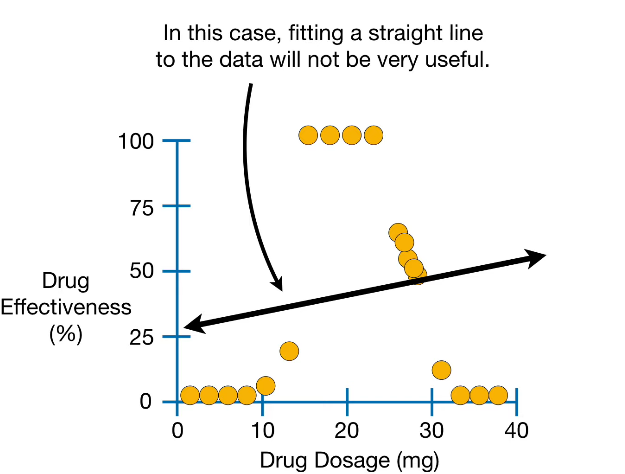 In this case, fitting a straight line
to the data will not be very useful.
100
75
50
25
0
Drug
Effectiveness
(%)
0 10 20 30 40
Drug Dosage (mg)